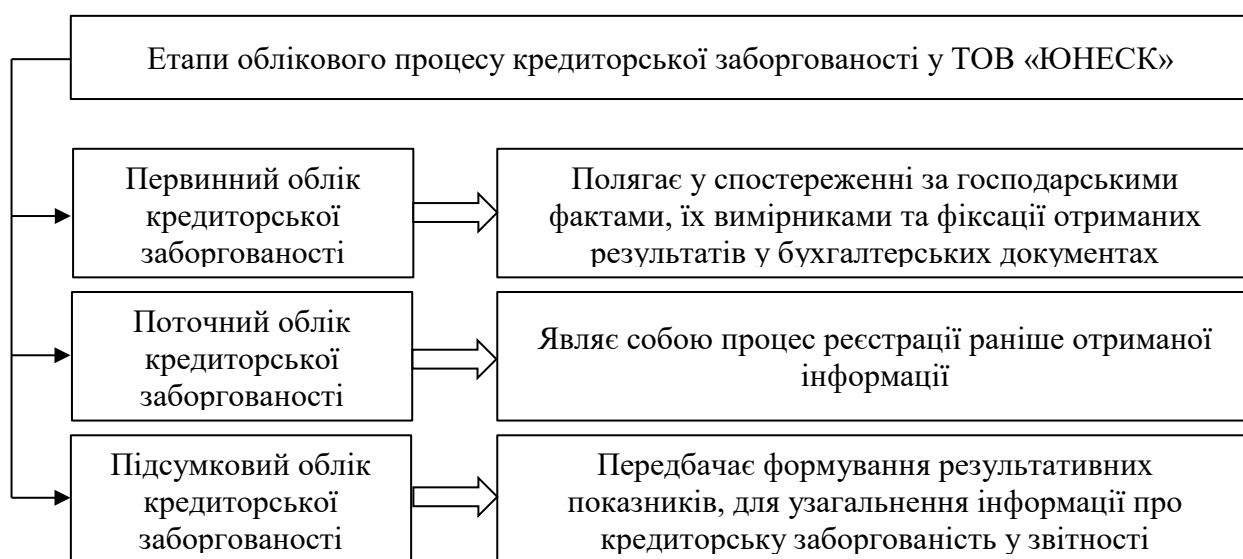 Етапи облікового процесу кредиторської заборгованості у ТОВ «ЮНЕСК»
Первинний облік
кредиторської
заборгованості
Полягає у спостереженні за господарськими
фактами, їх вимірниками та фіксації отриманих
результатів у бухгалтерських документах
Поточний облік
кредиторської
заборгованості
Являє собою процес реєстрації раніше отриманої
інформації
Підсумковий облік
кредиторської
заборгованості
Передбачає формування результативних
показників, для узагальнення інформації про
кредиторську заборгованість у звітності